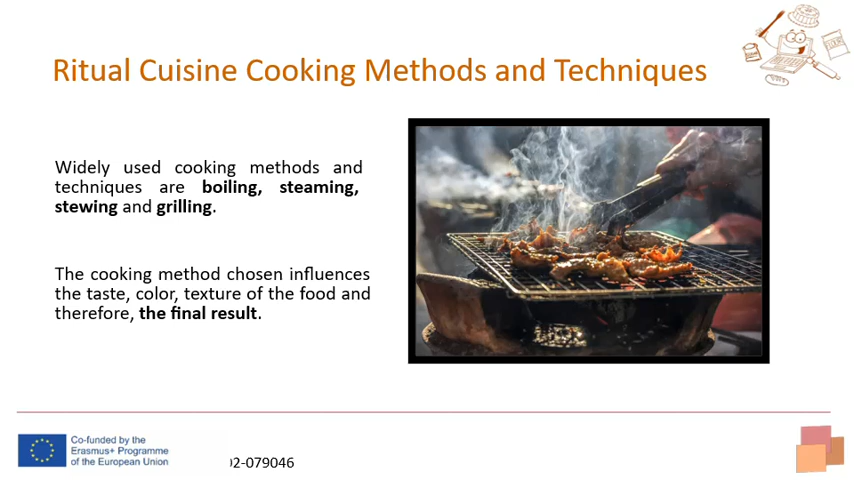 Ritual Cuisine Cooking Methods and Techniques
Widely used cooking methods and
techniques are boiling, steaming,
stewing and grilling.
The cooking method chosen influences
the taste, color, texture of the food and
therefore, the final result.
Co-funded by the
Erasmus+ Programme
of the European Union
02-079046